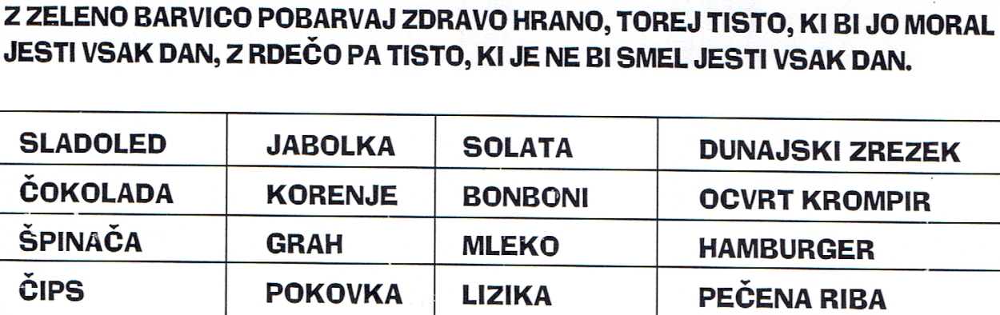 Z ZELENO BARVICO POBARVAJ ZDRAVO HRANO, TOREJ TISTO, KI BI JO MORAL
JESTI VSAK DAN, Z RDEČO PA TISTO, KI JE NE BI SMEL JESTI VSAK DAN.
SLADOLED JABOLKA SOLATA DUNAJSKI ZREZEK
ČOKOLADA KORENJE BONBONI OCVRT KROMPIR
ŠPINAČA GRAH MLEKO HAMBURGER
ČIPS POKOVKA LIZIKA PEČENA RIBA